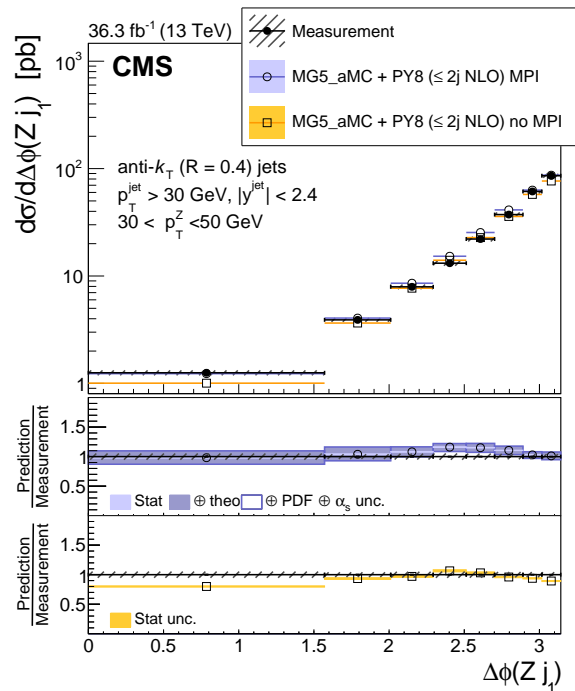 36.3 fb⁻¹ (13 TeV)
Measurement
MG5_aMC + PY8 (≤ 2j NLO) MPI
MG5_aMC + PY8 (≤ 2j NLO) no MPI
CMS
anti-k_T (R = 0.4) jets
p_T^jet > 30 GeV, |y^jet| < 2.4
30 < p_T^Z <50 GeV
dσ/dΔϕ(Z j₁) [pb]
10³
10²
10
1
Prediction
Measurement
1.5
1
0.5
Stat ⊕ theo ⊕ PDF ⊕ α_s unc.
Prediction
Measurement
1.5
1
0.5
Stat unc.
0 0.5 1 1.5 2 2.5 3
Δϕ(Z j₁)